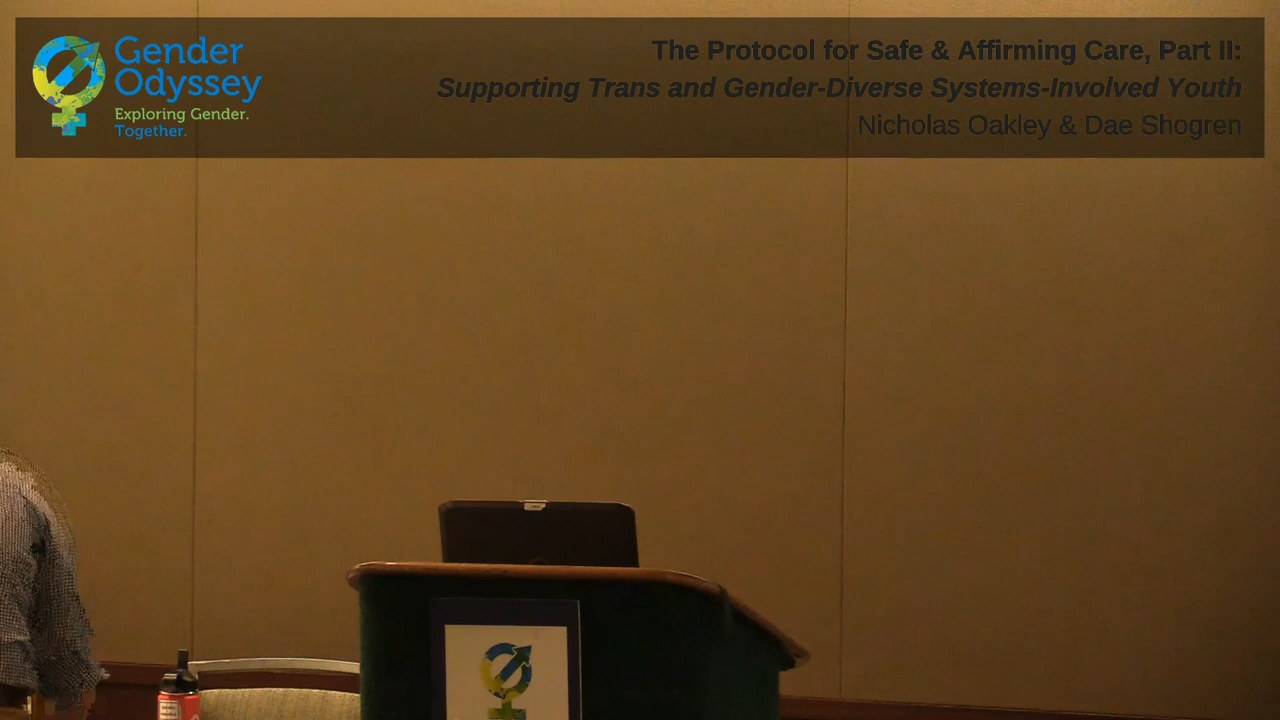 Gender
Odyssey
Exploring Gender.
Together.
The Protocol for Safe & Affirming Care, Part II:
Supporting Trans and Gender-Diverse Systems-Involved Youth
Nicholas Oakley & Dae Shogren